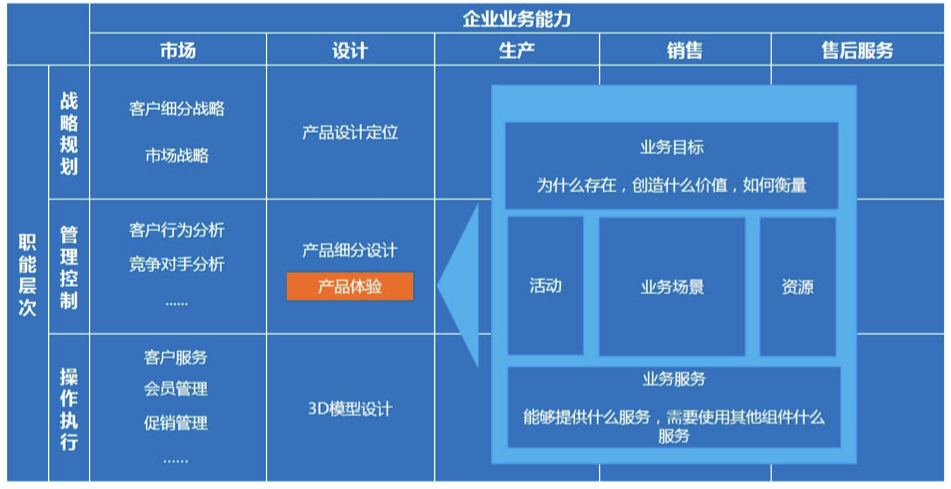 企业业务能力
市场
设计
生产
销售
售后服务
职能层次
战略规划
客户细分战略
市场战略
产品设计定位
管理控制
客户行为分析
竞争对手分析
......
产品细分设计
产品体验
操作执行
客户服务
会员管理
促销管理
......
3D模型设计
业务目标
为什么存在，创造什么价值，如何衡量
活动
业务场景
资源
业务服务
能够提供什么服务，需要使用其他组件什么
服务